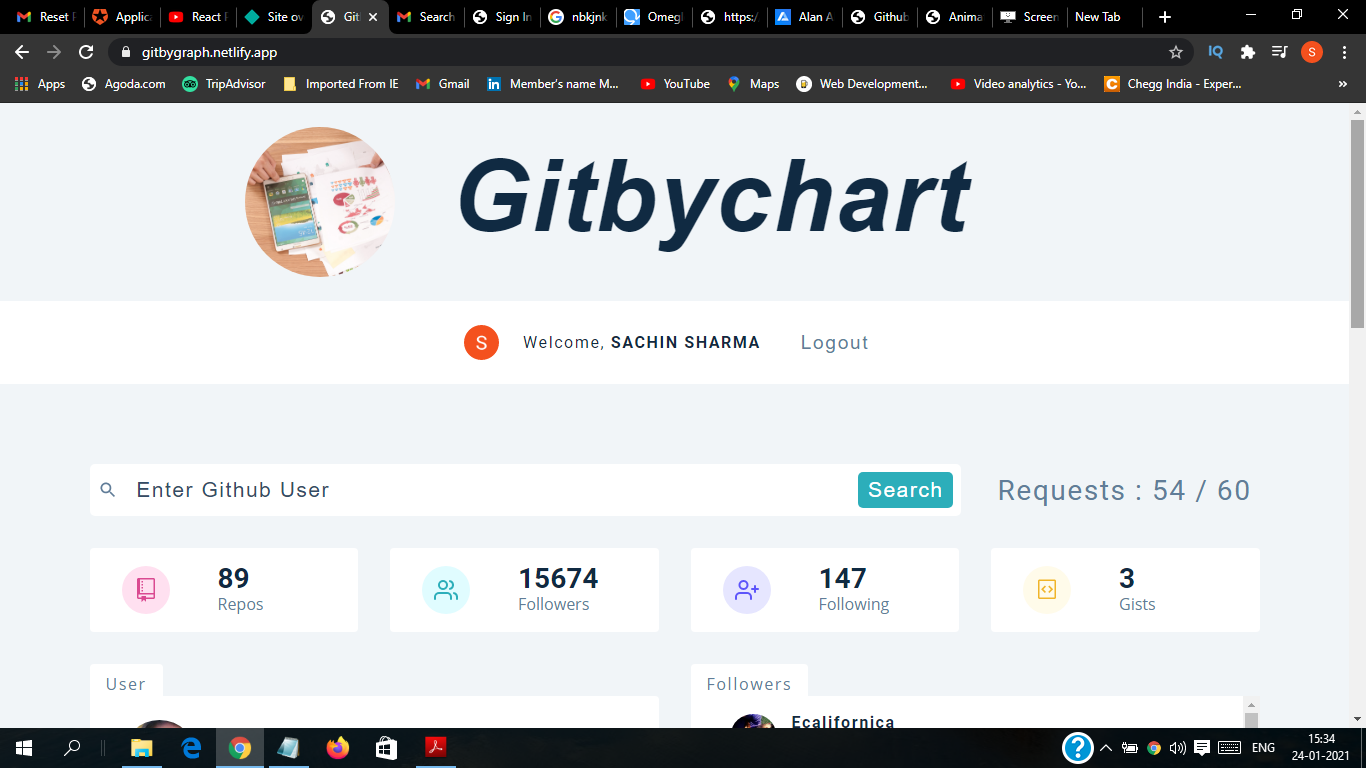 Reset Applic React Site ov Git Search Sign In nbkjnk Omegl https:/ Alan A Github Anima Screen New Tab
gitbygraph.netlify.app
IQ S
Apps Agoda.com TripAdvisor Imported From IE Gmail Member's name M... YouTube Maps Web Development... Video analytics - Yo... Chegg India - Exper... »
Gitbychart
S Welcome, SACHIN SHARMA Logout
Enter Github User Search Requests : 54 / 60
89 15674 147 3
Repos Followers Following Gists
User Followers
Ecalifornica
ENG 15:34
24-01-2021